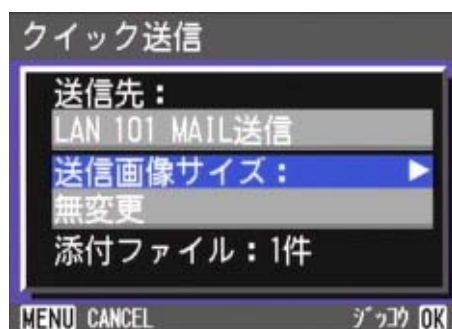 クイック送信
送信先：
LAN 101 MAIL送信
送信画像サイズ：
無変更
添付ファイル：1件
MENU CANCEL ｼﾞｯｺｳ OK